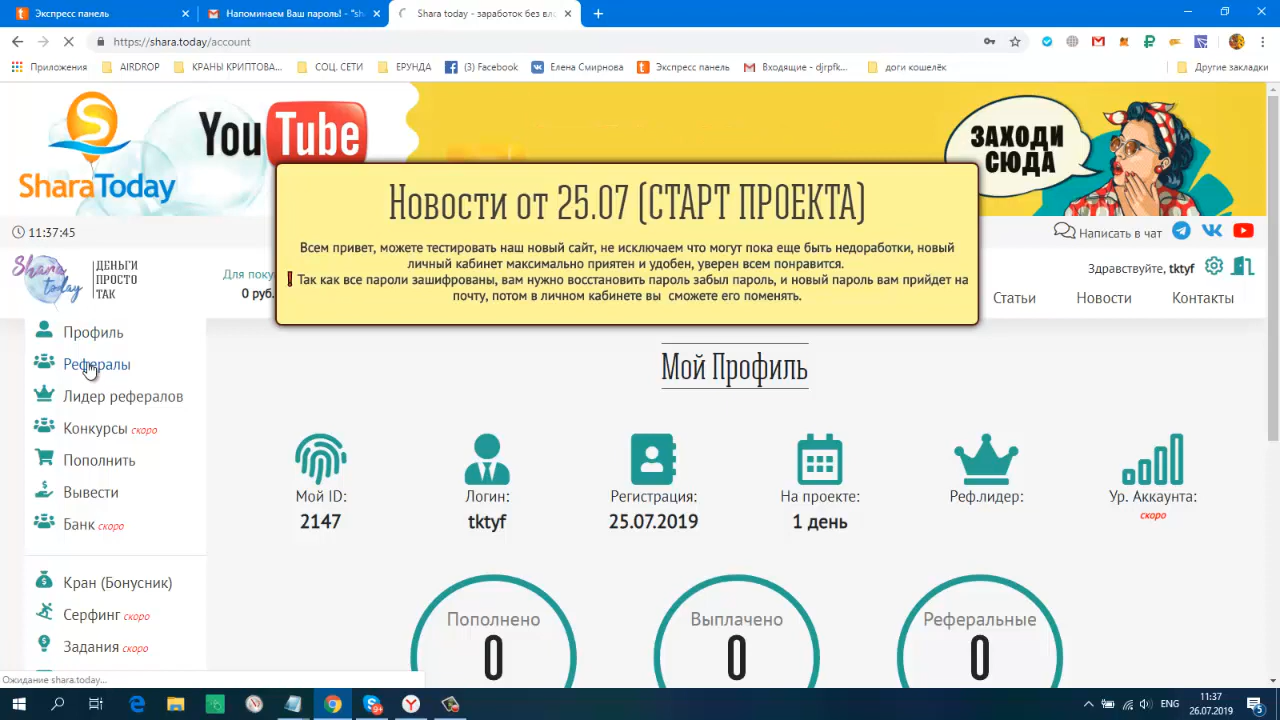 Экспресс панель
Напоминаем Ваш пароль! - "sh
Shara today - заработок без вл
https://shara.today/account
Приложения
AIRDROP
КРАНЫ КРИПТОВА...
СОЦ. СЕТИ
ЕРУНДА
(3) Facebook
Елена Смирнова
Экспресс панель
Входящие - djrpfk...
доги кошелёк
Другие закладки
SharaToday
YouTube
ЗАХОДИ
СЮДА
Новости от 25.07 (СТАРТ ПРОЕКТА)
Всем привет, можете тестировать наш новый сайт, не исключаем что могут пока еще быть недоработки, новый
личный кабинет максимально приятен и удобен, уверен всем понравится.
❗Так как все пароли зашифрованы, вам нужно восстановить пароль забыл пароль, и новый пароль вам прийдет на
почту, потом в личном кабинете вы сможете его поменять.
11:37:45
Написать в чат
Shara
today
ДЕНЬГИ
ПРОСТО
ТАК
Для поку
0 руб.
Здравствуйте, tktyf
Статьи
Новости
Контакты
Профиль
Рефералы
Лидер рефералов
Конкурсы скоро
Пополнить
Вывести
Банк скоро
Кран (Бонусник)
Серфинг скоро
Задания скоро
Мой Профиль
Мой ID:
2147
Логин:
tktyf
Регистрация:
25.07.2019
На проекте:
1 день
Реф.лидер:
Ур. Аккаунта:
скоро
Пополнено
0
Выплачено
0
Реферальные
0
Ожидание shara.today...
ENG
11:37
26.07.2019
5